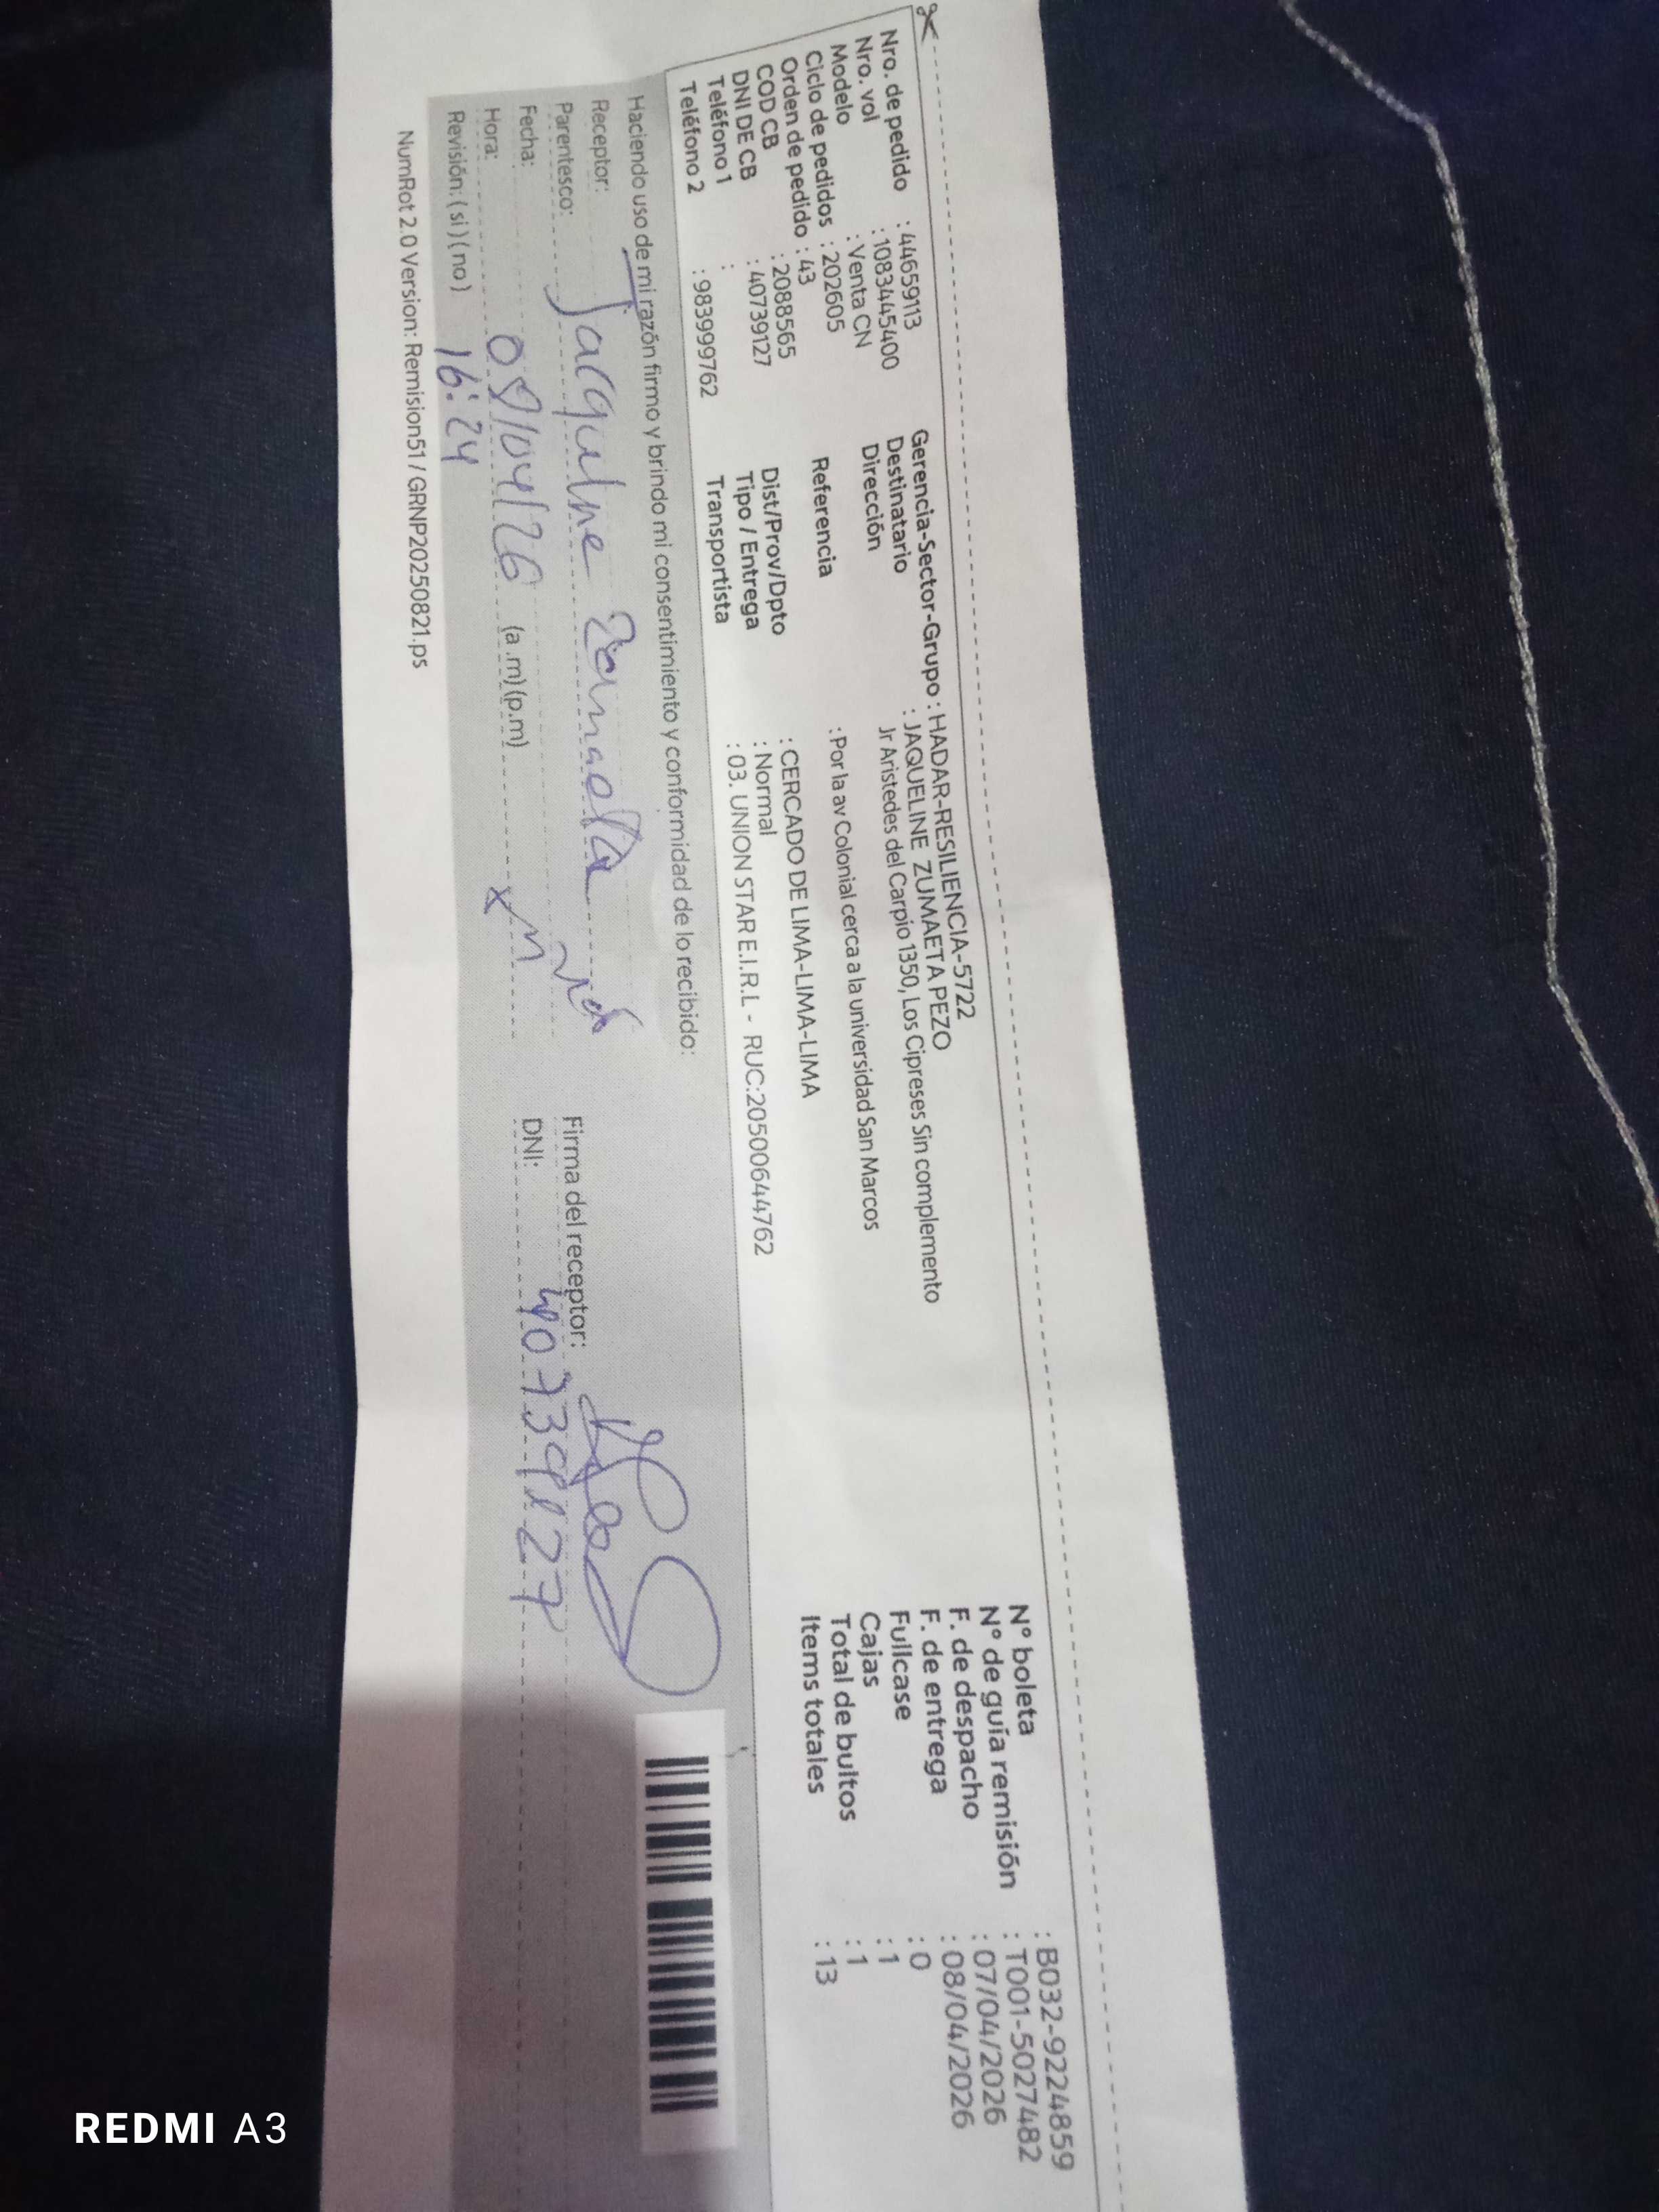 Nro. de pedido : 44659113
Nro. vol : 1083445400
Modelo : Venta CN
Ciclo de pedidos : 202605
Orden de pedido : 43
COD CB : 2088565
DNI DE CB : 40739127
Teléfono 1 :
Teléfono 2 : 983999762
Gerencia-Sector-Grupo : HADAR-RESILIENCIA-5722
Destinatario : JAQUELINE ZUMAETA PEZO
Dirección Jr Aristedes del Carpio 1350, Los Cipreses Sin complemento
Referencia : Por la av Colonial cerca a la universidad San Marcos
Dist/Prov/Dpto : CERCADO DE LIMA-LIMA-LIMA
Tipo / Entrega : Normal
Transportista : 03. UNION STAR E.I.R.L - RUC:20500644762
N° boleta : B032-9224859
N° de guía remisión : T001-50274482
F. de despacho : 07/04/2026
F. de entrega : 08/04/2026
Fullcase : 0
Cajas : 1
Total de bultos : 1
Items totales : 13
Haciendo uso de mi razón firmo y brindo mi consentimiento y conformidad de lo recibido:
Receptor:
Parentesco:
Fecha: 08/04/26
Hora: 16:24 (a .m) (p.m)
Revisión: ( si ) ( no )
Firma del receptor:
DNI: 40739127
NumRot 2.0 Version: Remision51 / GRNP20250821.ps
REDMI A3